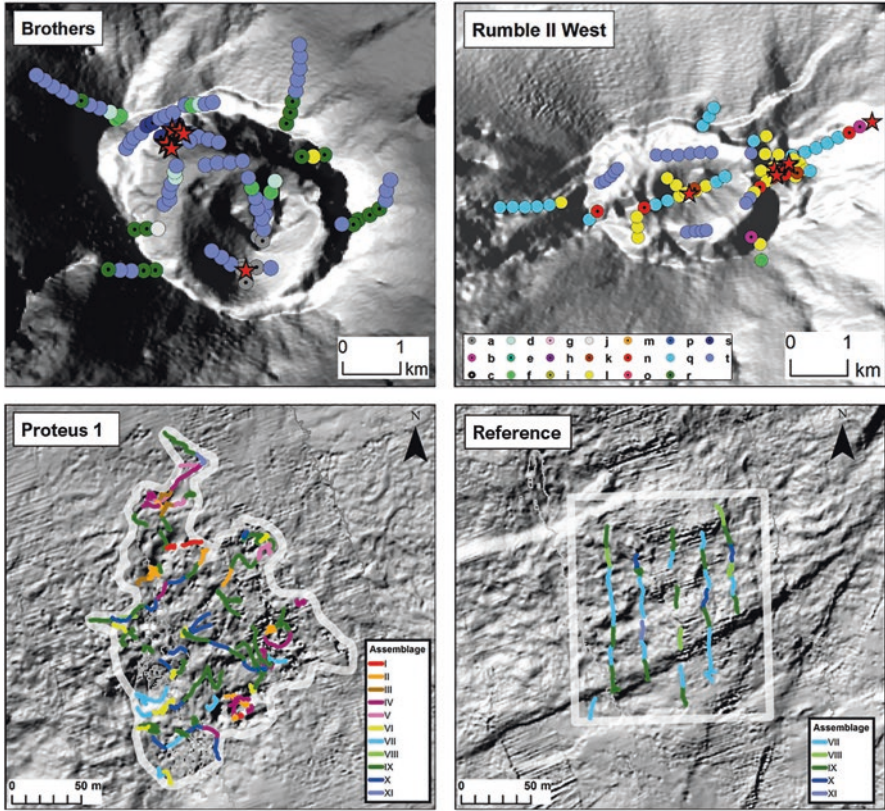 Brothers
0 1
km
Rumble II West
a d g j m p s
b e h k n q t
c f i l o r
0 1
km
Proteus 1
N
Assemblage
I
II
III
IV
V
VI
VII
VIII
IX
X
XI
0 50 m
Reference
N
Assemblage
VII
VIII
IX
X
XI
0 50 m